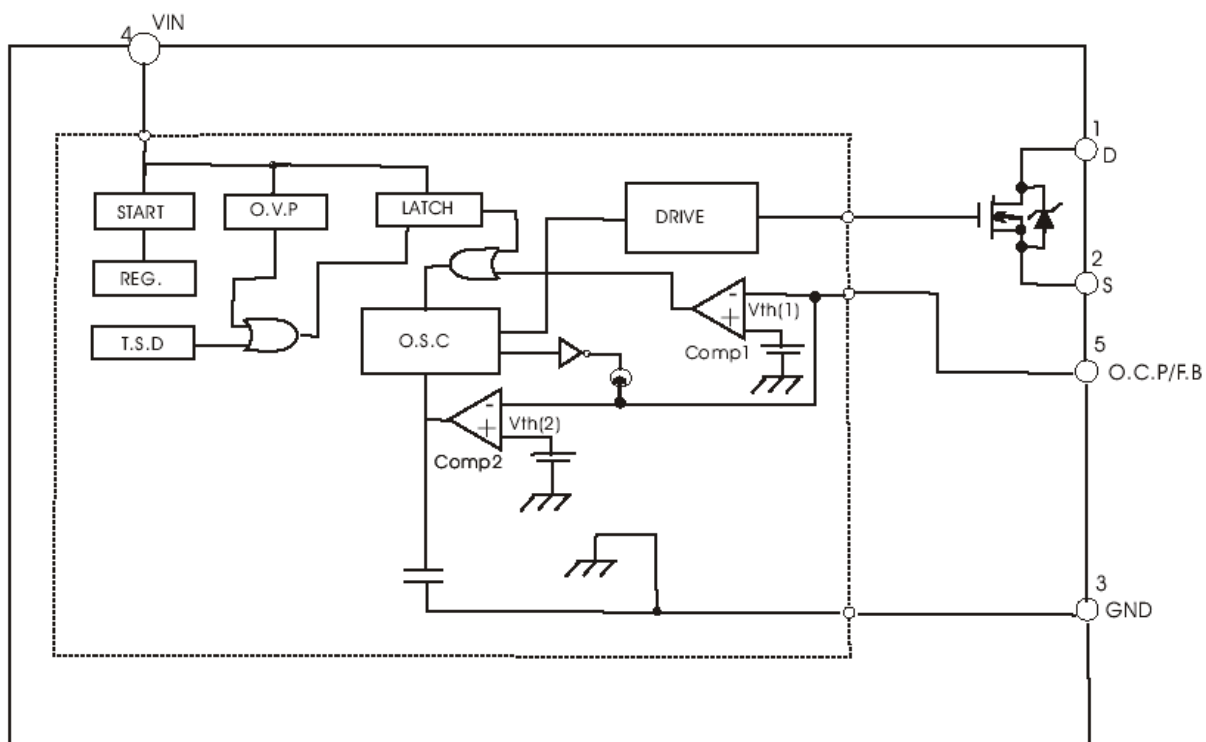 4 VIN
1
D
START
O.V.P
LATCH
DRIVE
REG.
2
S
- Vth(1)
+
T.S.D
O.S.C
Comp1
5
O.C.P/F.B
- Vth(2)
+
Comp2
3
GND